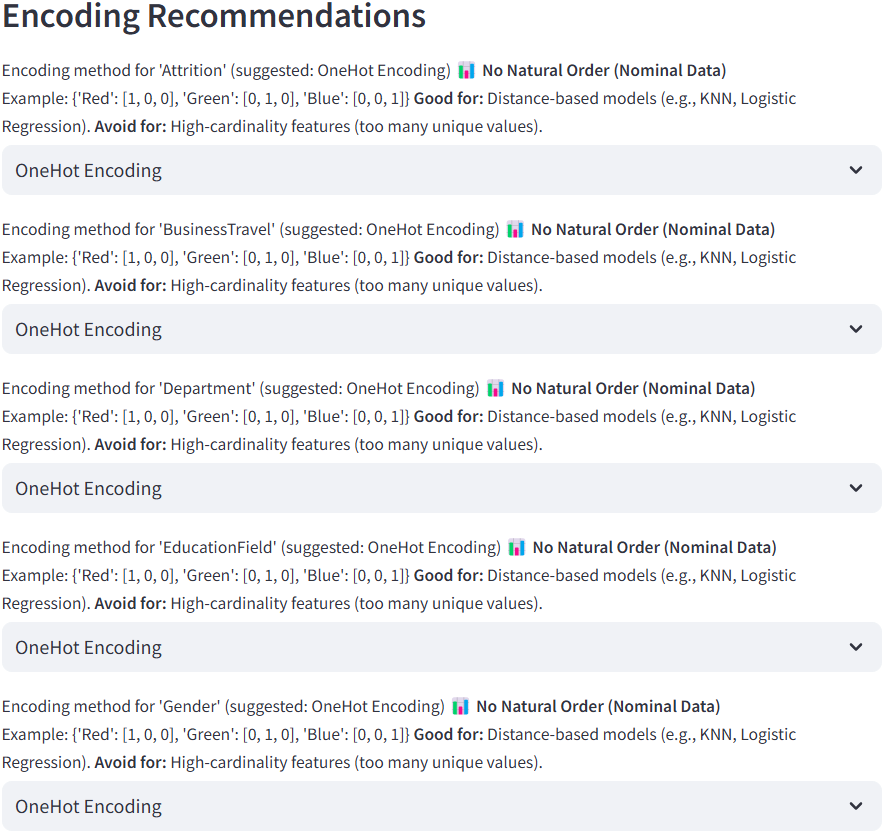 Encoding Recommendations
Encoding method for 'Attrition' (suggested: OneHot Encoding) 📊 No Natural Order (Nominal Data)
Example: {'Red': [1, 0, 0], 'Green': [0, 1, 0], 'Blue': [0, 0, 1]} Good for: Distance-based models (e.g., KNN, Logistic
Regression). Avoid for: High-cardinality features (too many unique values).
OneHot Encoding
Encoding method for 'BusinessTravel' (suggested: OneHot Encoding) 📊 No Natural Order (Nominal Data)
Example: {'Red': [1, 0, 0], 'Green': [0, 1, 0], 'Blue': [0, 0, 1]} Good for: Distance-based models (e.g., KNN, Logistic
Regression). Avoid for: High-cardinality features (too many unique values).
OneHot Encoding
Encoding method for 'Department' (suggested: OneHot Encoding) 📊 No Natural Order (Nominal Data)
Example: {'Red': [1, 0, 0], 'Green': [0, 1, 0], 'Blue': [0, 0, 1]} Good for: Distance-based models (e.g., KNN, Logistic
Regression). Avoid for: High-cardinality features (too many unique values).
OneHot Encoding
Encoding method for 'EducationField' (suggested: OneHot Encoding) 📊 No Natural Order (Nominal Data)
Example: {'Red': [1, 0, 0], 'Green': [0, 1, 0], 'Blue': [0, 0, 1]} Good for: Distance-based models (e.g., KNN, Logistic
Regression). Avoid for: High-cardinality features (too many unique values).
OneHot Encoding
Encoding method for 'Gender' (suggested: OneHot Encoding) 📊 No Natural Order (Nominal Data)
Example: {'Red': [1, 0, 0], 'Green': [0, 1, 0], 'Blue': [0, 0, 1]} Good for: Distance-based models (e.g., KNN, Logistic
Regression). Avoid for: High-cardinality features (too many unique values).
OneHot Encoding